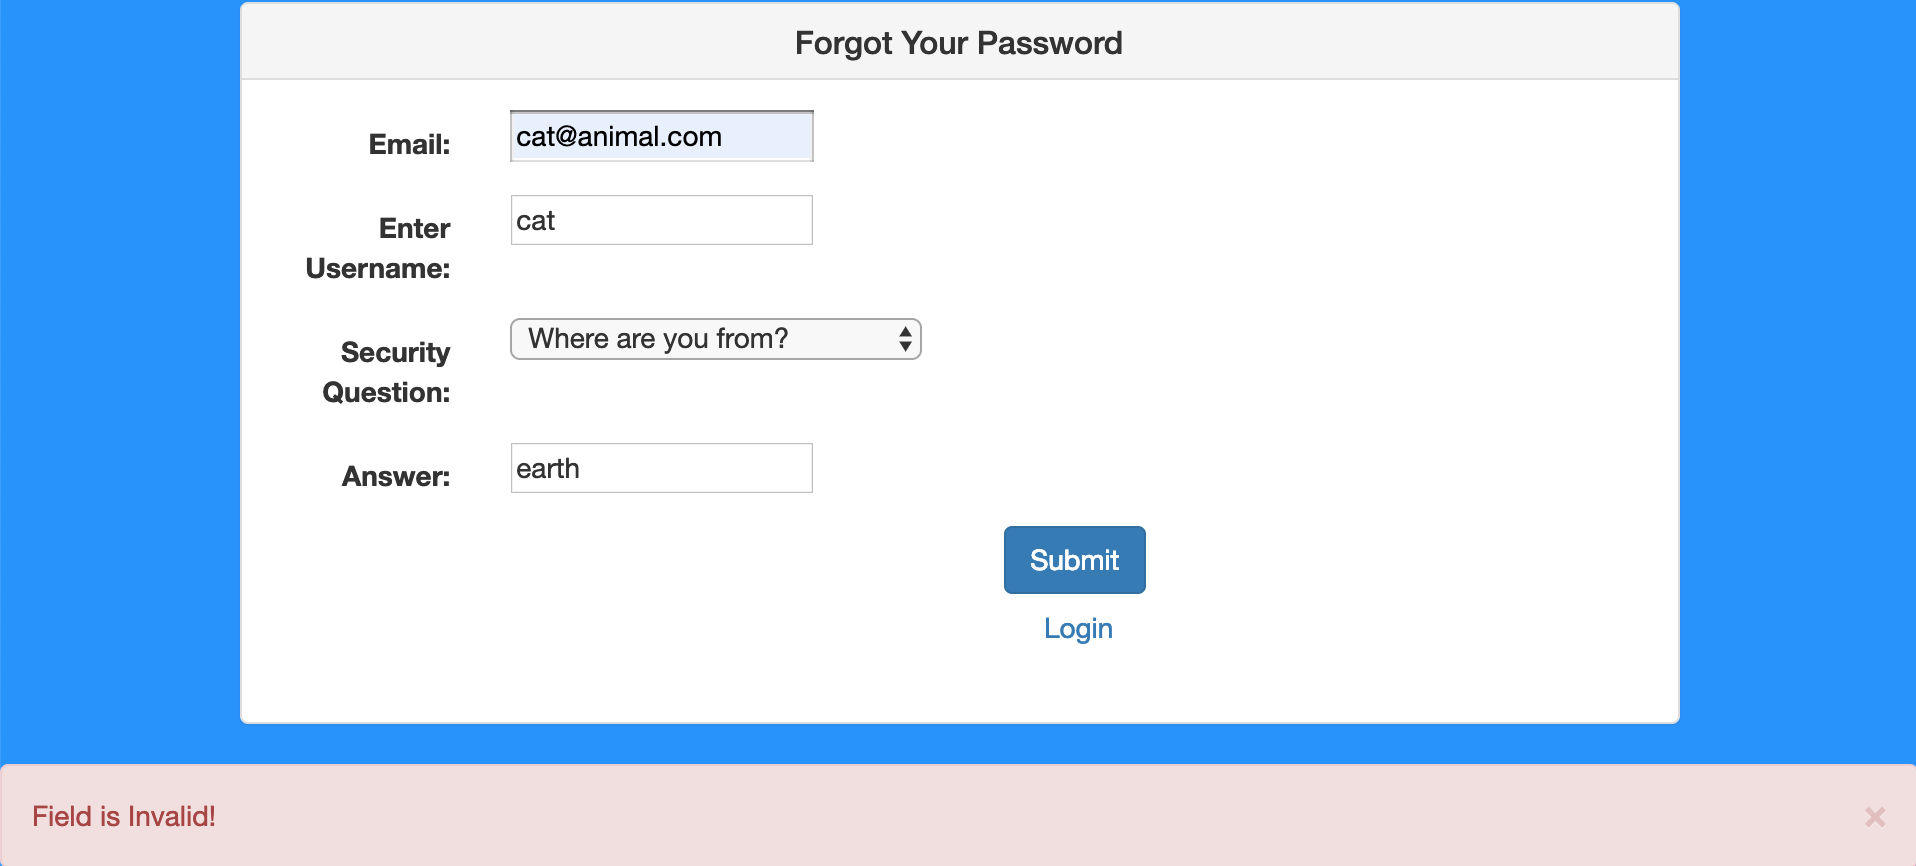 Forgot Your Password
Email:
cat@animal.com
Enter
Username:
cat
Security
Question:
Where are you from?
Answer:
earth
Submit
Login
Field is Invalid!
×